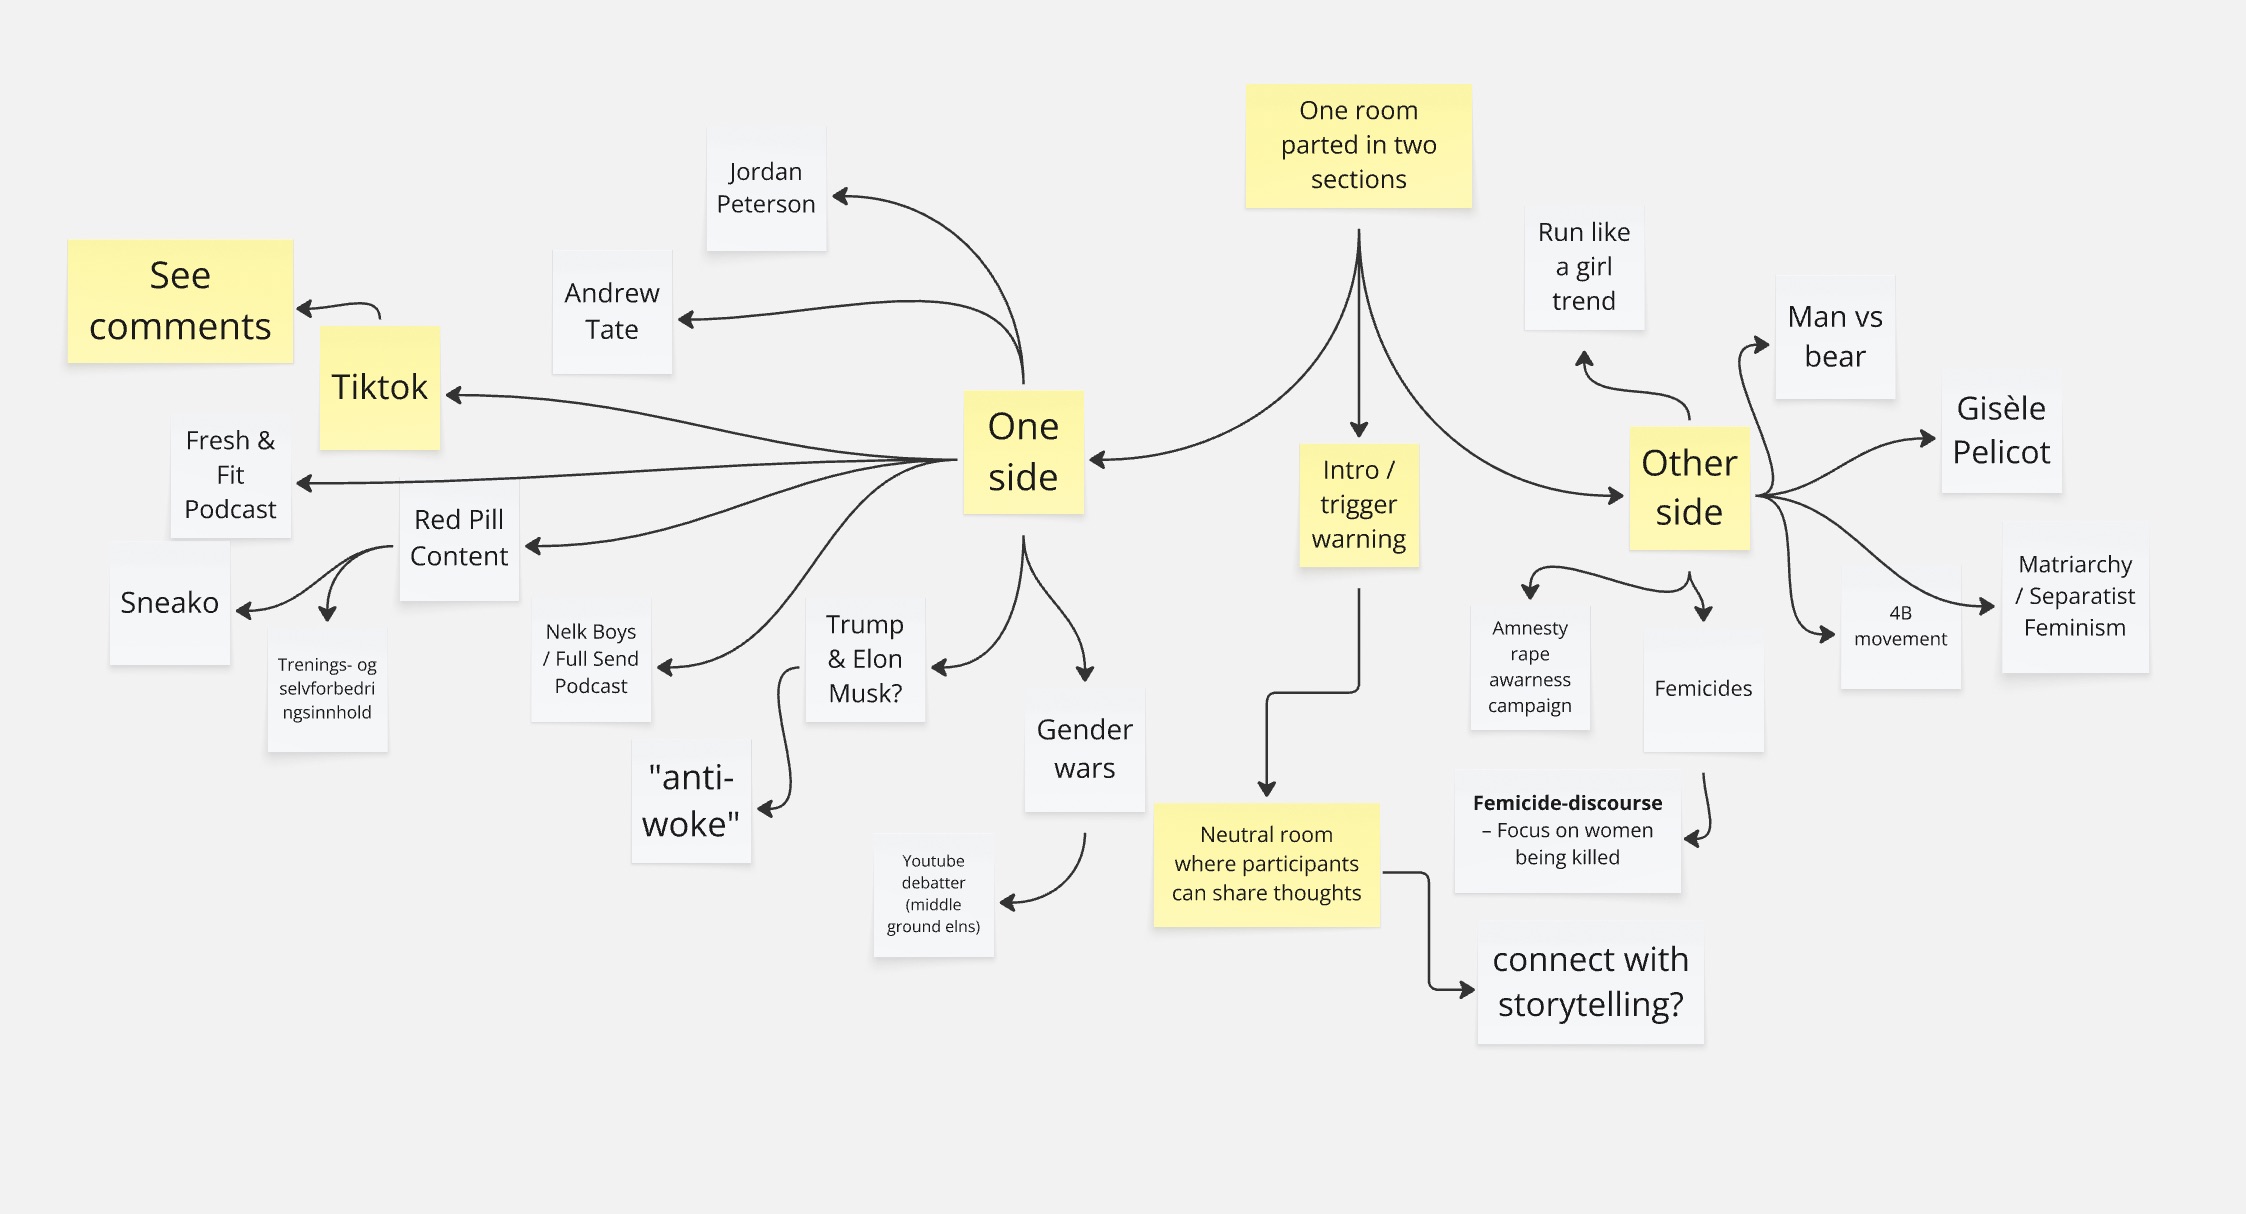 One room
parted in two
sections
Jordan
Peterson
Run like
a girl
trend
See
comments
Andrew
Tate
Man vs
bear
Tiktok
One
side
Gisèle
Pelicot
Fresh &
Fit
Podcast
Intro /
trigger
warning
Other
side
Red Pill
Content
Sneako
Matriarchy
/ Separatist
Feminism
4B
movement
Trenings- og
selvforbedri
ngsinnhold
Nelk Boys
/ Full Send
Podcast
Trump
& Elon
Musk?
Amnesty
rape
awarness
campaign
Femicides
"anti-
woke"
Gender
wars
Femicide-discourse
– Focus on women
being killed
Neutral room
where participants
can share thoughts
Youtube
debatter
(middle
ground elns)
connect with
storytelling?